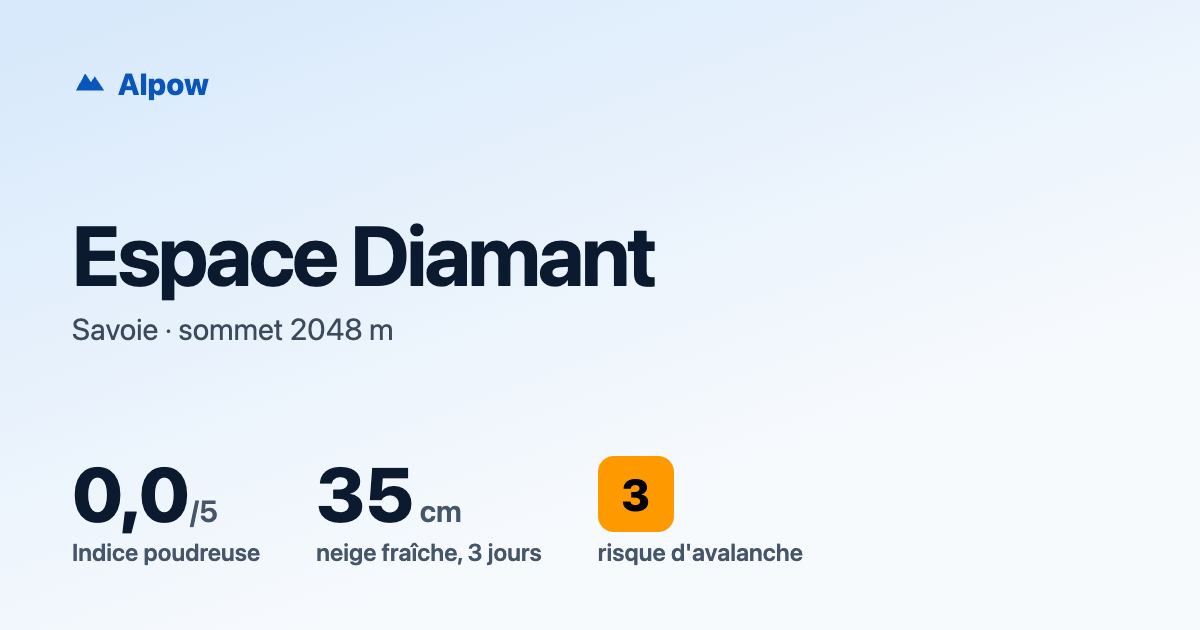 Alpow
Espace Diamant
Savoie · sommet 2048 m
0,0/5
Indice poudreuse
35 cm
neige fraîche, 3 jours
3
risque d'avalanche